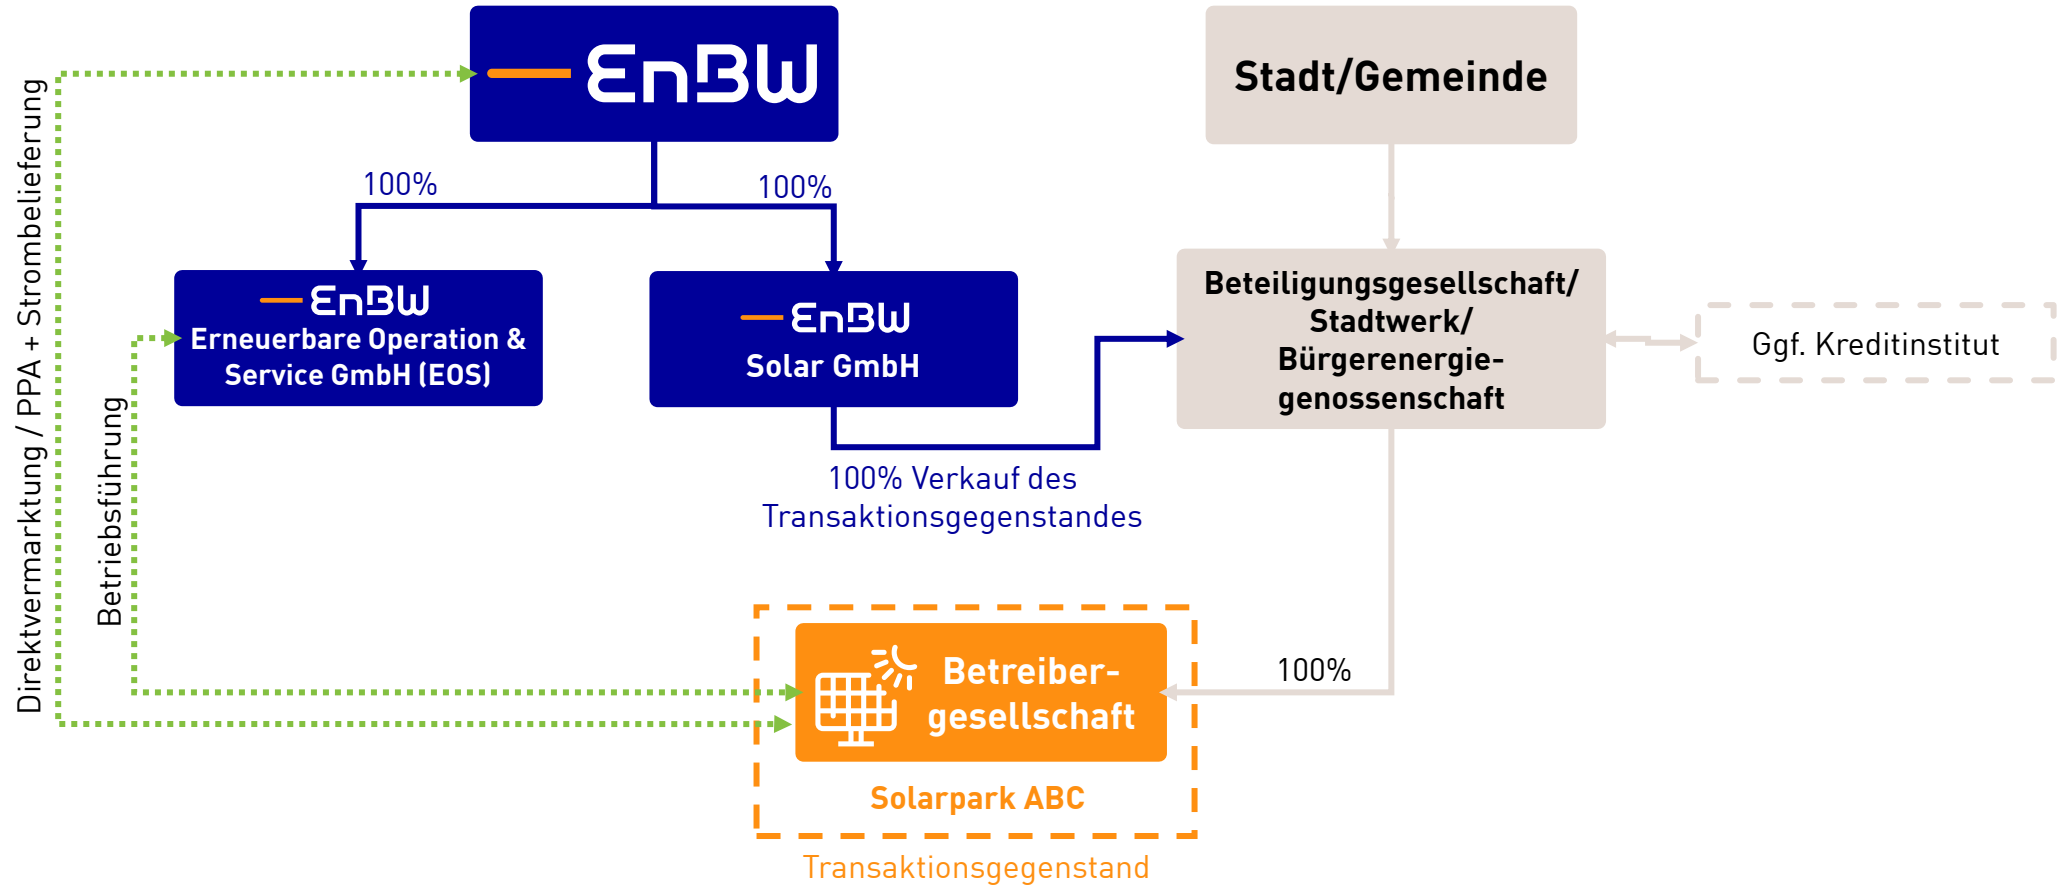 EnBW
Stadt/Gemeinde
Direktvermarktung / PPA + Strombelieferung
100%
100%
EnBW
Erneuerbare Operation &
Service GmbH (EOS)
EnBW
Solar GmbH
Beteiligungsgesellschaft/
Stadtwerk/
Bürgerenergie-
genossenschaft
Ggf. Kreditinstitut
Betriebsführung
100% Verkauf des
Transaktionsgegenstandes
Betreiber-
gesellschaft
100%
Solarpark ABC
Transaktionsgegenstand